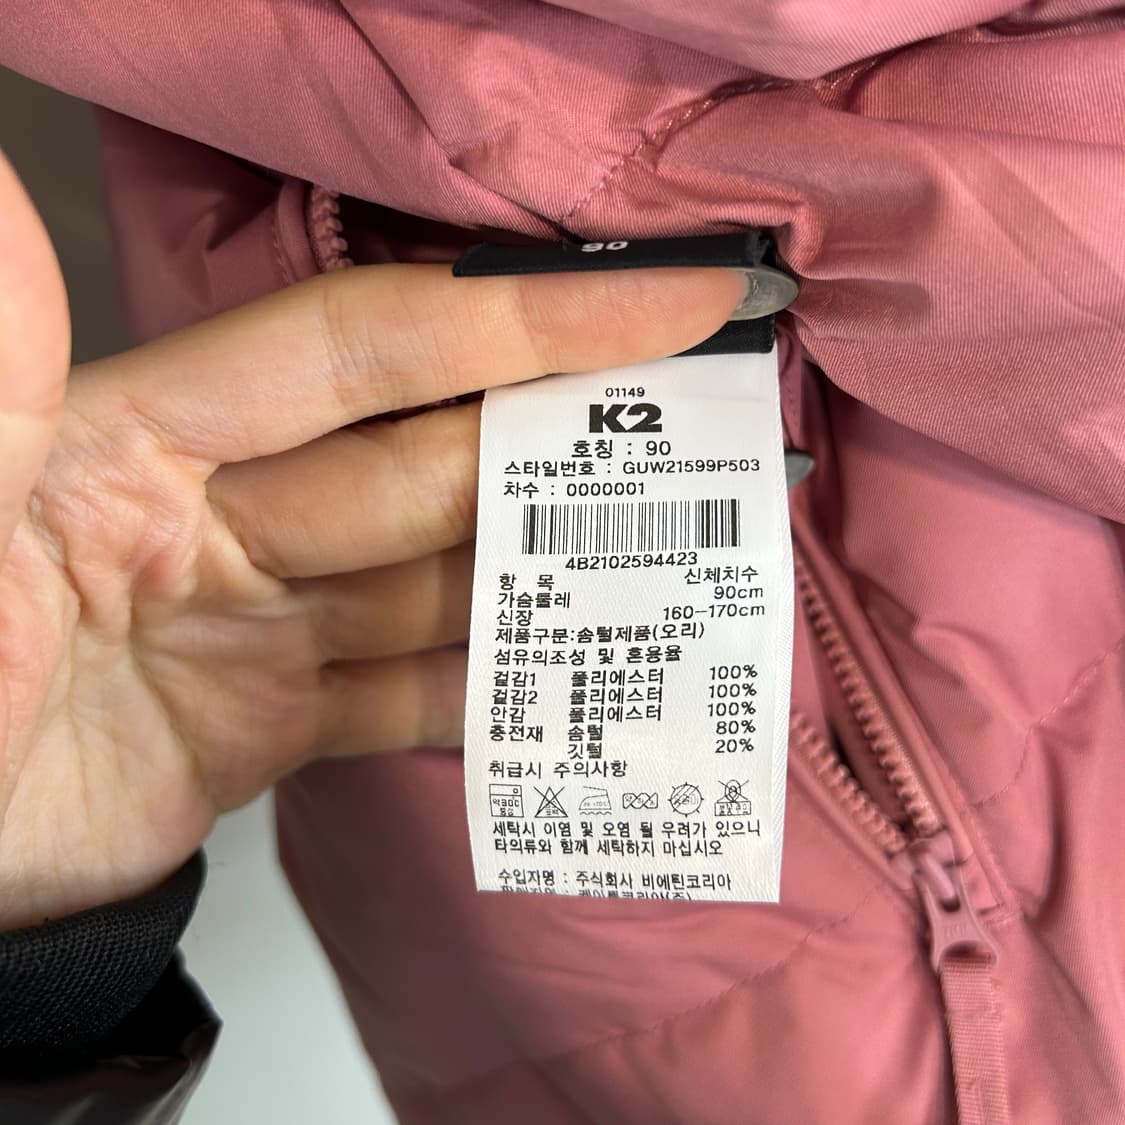 90
01149
K2
호칭 : 90
스타일번호 : GUW21599P503
차수 : 0000001
4B2102594423
항 목 신체치수
가슴둘레 90cm
신장 160-170cm
제품구분:솜털제품(오리)
섬유의조성 및 혼용율
겉감1 폴리에스터 100%
겉감2 폴리에스터 100%
안감 폴리에스터 100%
충전재 솜털 80%
깃털 20%
취급시 주의사항
세탁시 이염 및 오염 될 우려가 있으니
타의류와 함께 세탁하지 마십시오
수입자명 : 주식회사 비에틴코리아